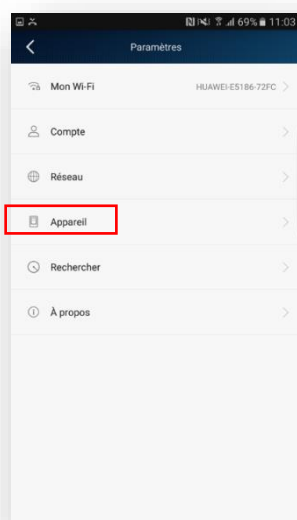 69% 11:03
Paramètres
Mon Wi-Fi HUAWEI-E5186-72FC
Compte
Réseau
Appareil
Rechercher
À propos